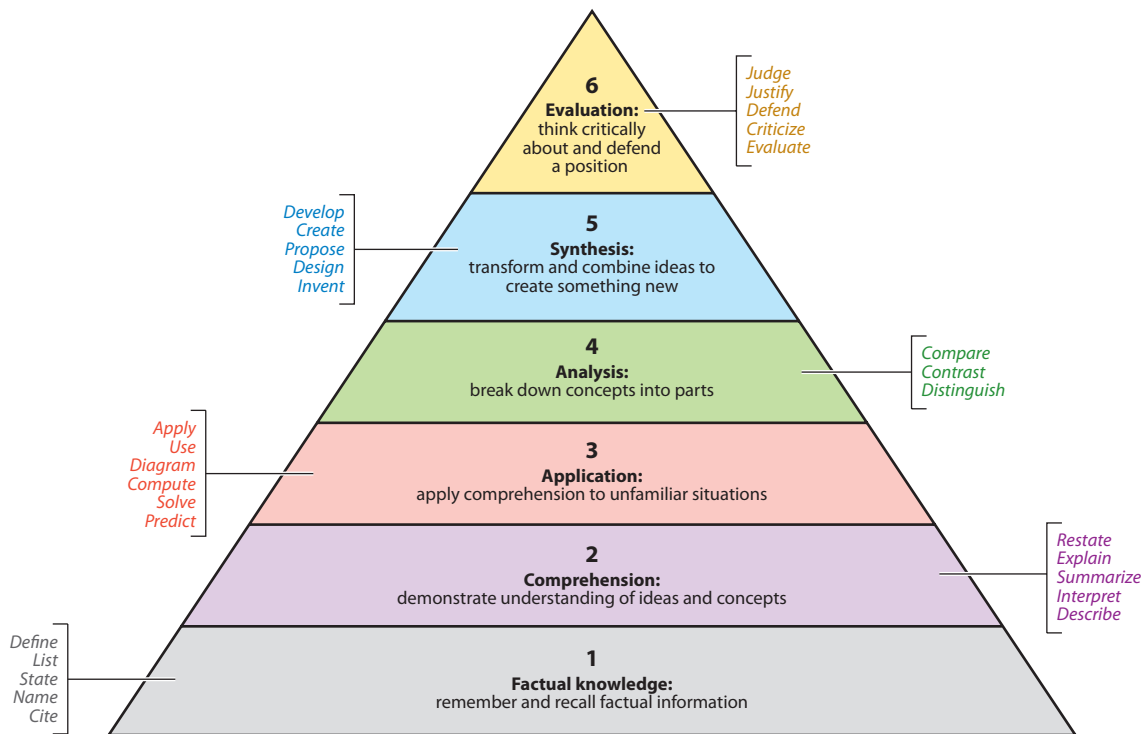 6
Evaluation:
think critically
about and defend
a position
Judge
Justify
Defend
Criticize
Evaluate
Develop
Create
Propose
Design
Invent
5
Synthesis:
transform and combine ideas to
create something new
4
Analysis:
break down concepts into parts
Compare
Contrast
Distinguish
Apply
Use
Diagram
Compute
Solve
Predict
3
Application:
apply comprehension to unfamiliar situations
2
Comprehension:
demonstrate understanding of ideas and concepts
Restate
Explain
Summarize
Interpret
Describe
Define
List
State
Name
Cite
1
Factual knowledge:
remember and recall factual information